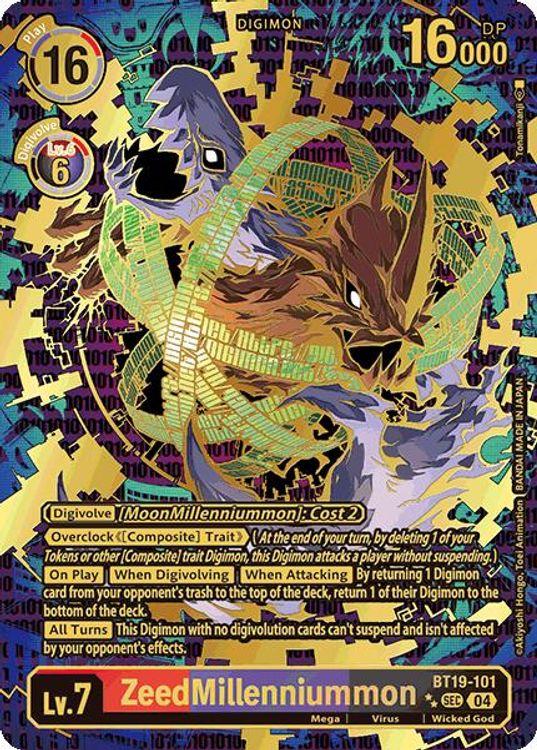 DIGIMON
Play
16
DP
16000
Digivolve
Lv.6
6
Tonamikanji
©Akiyoshi Hongo, Toei Animation BANDAI MADE IN JAPAN
Digivolve [MoonMillenniummon]: Cost 2
Overclock《[Composite] Trait》 (At the end of your turn, by deleting 1 of your
Tokens or other [Composite] trait Digimon, this Digimon attacks a player without suspending.)
On Play When Digivolving When Attacking By returning 1 Digimon
card from your opponent's trash to the top of the deck, return 1 of their Digimon to the
bottom of the deck.
All Turns This Digimon with no digivolution cards can't suspend and isn't affected
by your opponent's effects.
BT19-101
Lv.7 ZeedMillenniummon SEC 04
Mega Virus Wicked God